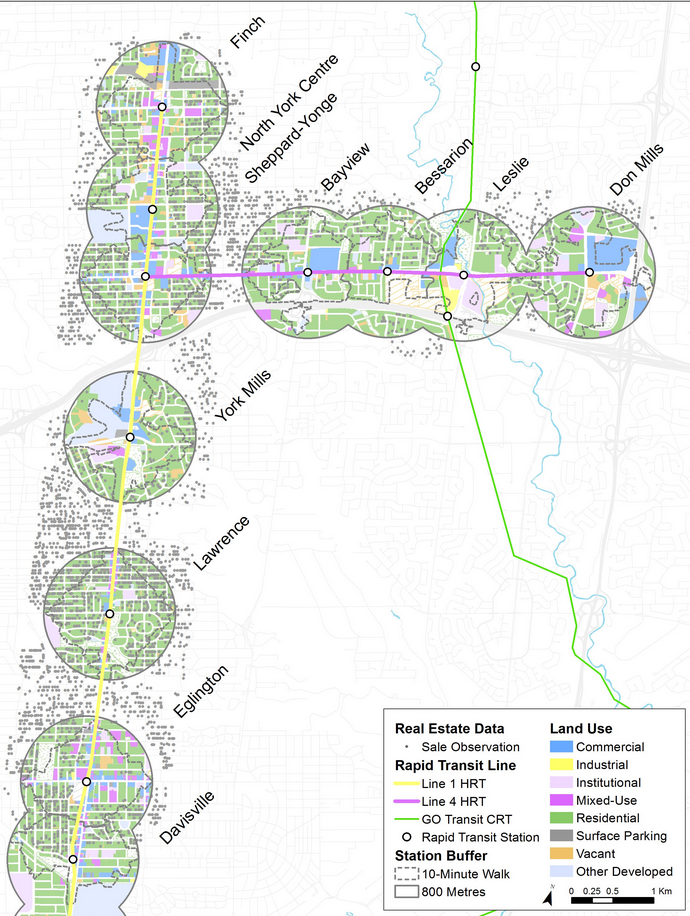 Finch
North York Centre
Sheppard-Yonge
Bayview
Bessarion
Leslie
Don Mills
York Mills
Lawrence
Eglington
Davisville
Real Estate Data
Sale Observation
Rapid Transit Line
Line 1 HRT
Line 4 HRT
GO Transit CRT
Rapid Transit Station
Station Buffer
10-Minute Walk
800 Metres
Land Use
Commercial
Industrial
Institutional
Mixed-Use
Residential
Surface Parking
Vacant
Other Developed
N
0 0.25 0.5 1 Km